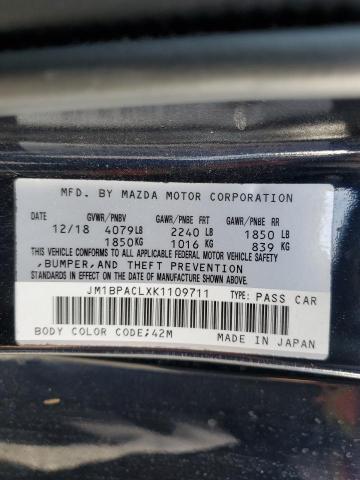 MFD. BY MAZDA MOTOR CORPORATION
DATE GVWR/PNBV GAWR/PNBE FRT GAWR/PNBE RR
12/18 4079LB 2240 LB 1850 LB
1850KG 1016 KG 839 KG
THIS VEHICLE CONFORMS TO ALL APPLICABLE FEDERAL MOTOR VEHICLE SAFETY
, BUMPER, AND THEFT PREVENTION
STANDARDS IN EFFECT ON THE DATE OF MANUFACTURE SHOWN ABOVE.
JM1BPACLXK1109711 TYPE: PASS CAR
BODY COLOR CODE;42M MADE IN JAPAN